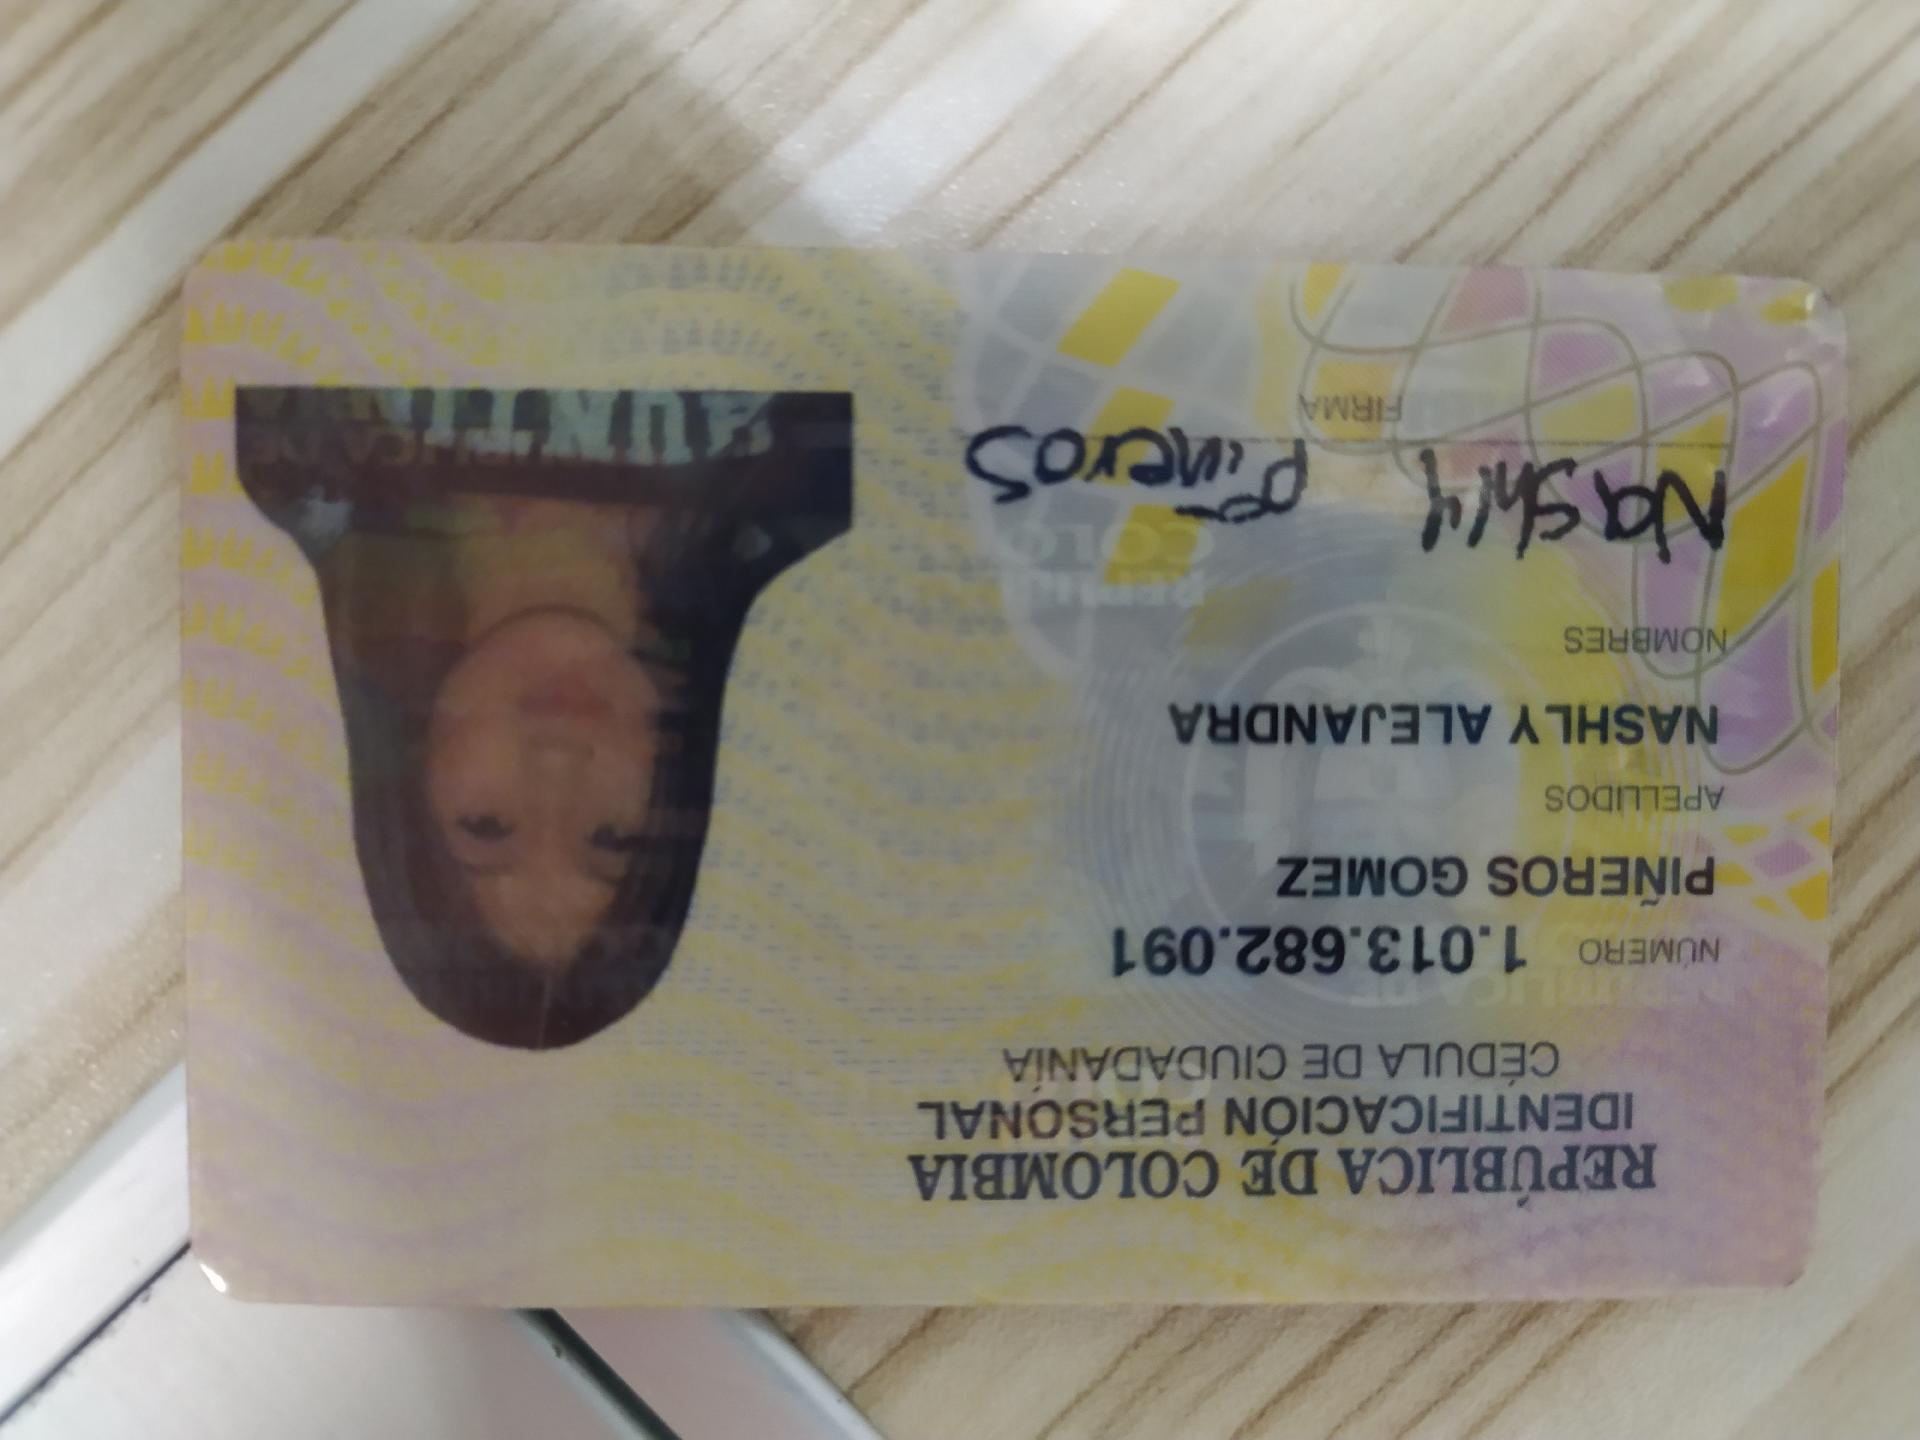 REPÚBLICA DE COLOMBIA
IDENTIFICACIÓN PERSONAL
CÉDULA DE CIUDADANÍA
NÚMERO 1.013.682.091
PIÑEROS GOMEZ
APELLIDOS
NASHLY ALEJANDRA
NOMBRES
Nashly Piñeros
FIRMA